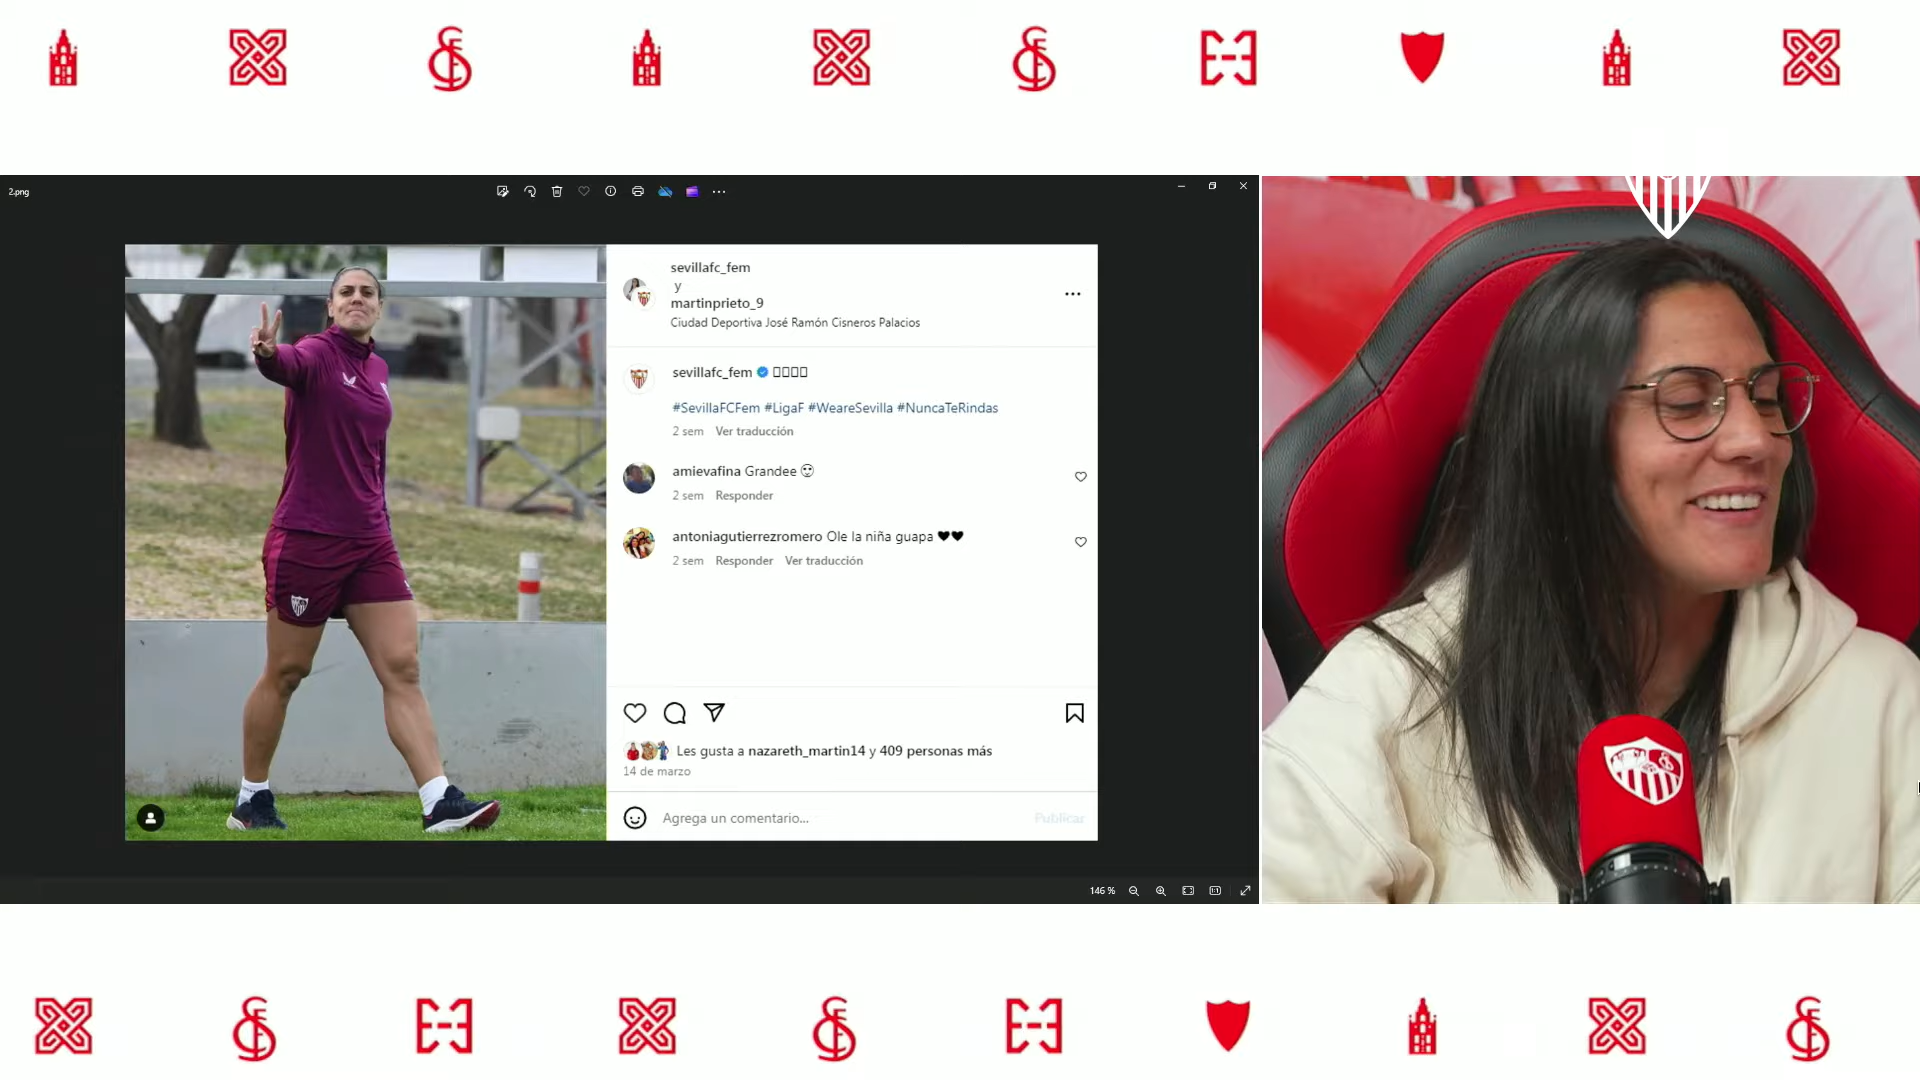 2.png
sevillafc_fem
y
martinprieto_9
Ciudad Deportiva José Ramón Cisneros Palacios
sevillafc_fem
#SevillaFCFem #LigaF #WeareSevilla #NuncaTeRindas
2 sem Ver traducción
amievafina Grandee
2 sem Responder
antoniagutierrezromero Ole la niña guapa
2 sem Responder Ver traducción
Les gusta a nazareth_martin14 y 409 personas más
14 de marzo
Agrega un comentario...
Publicar
146 %